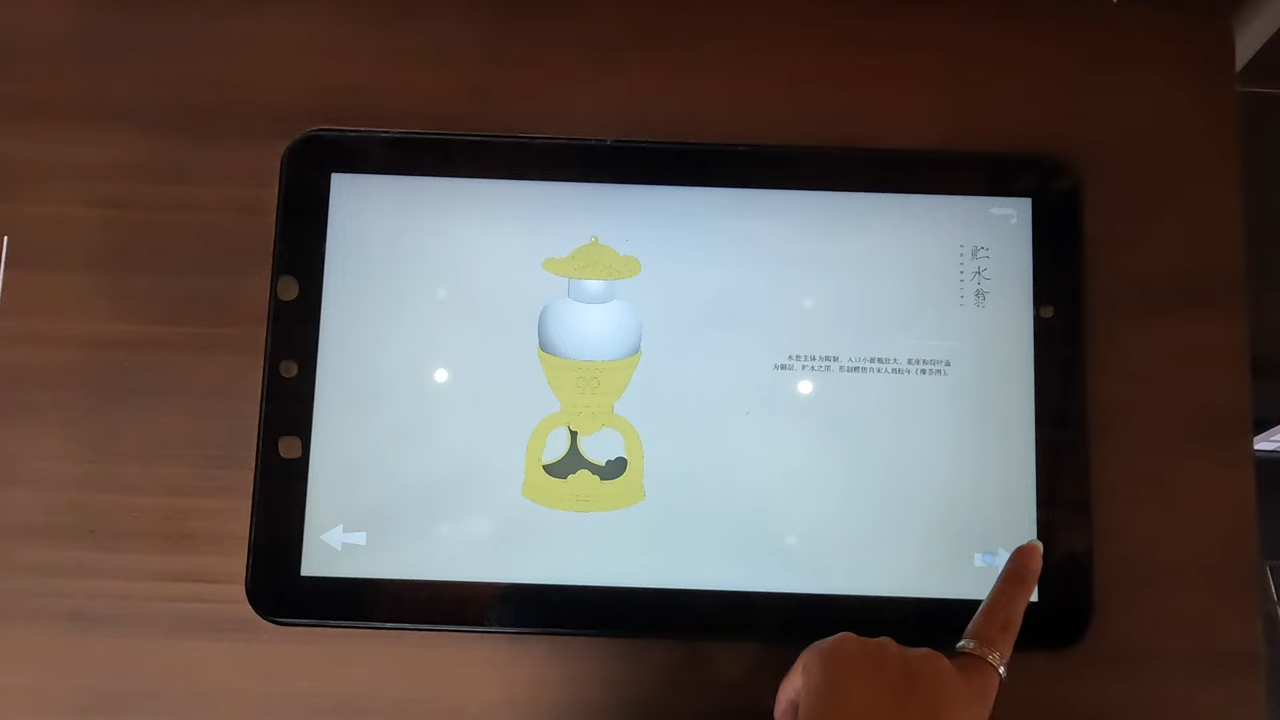 贮水瓮
水瓮主体为陶制，入口小瓶颈肚大，底座和荷叶盖
为铜制，贮水之用，形制模仿自宋人刘松年《撵茶图》。